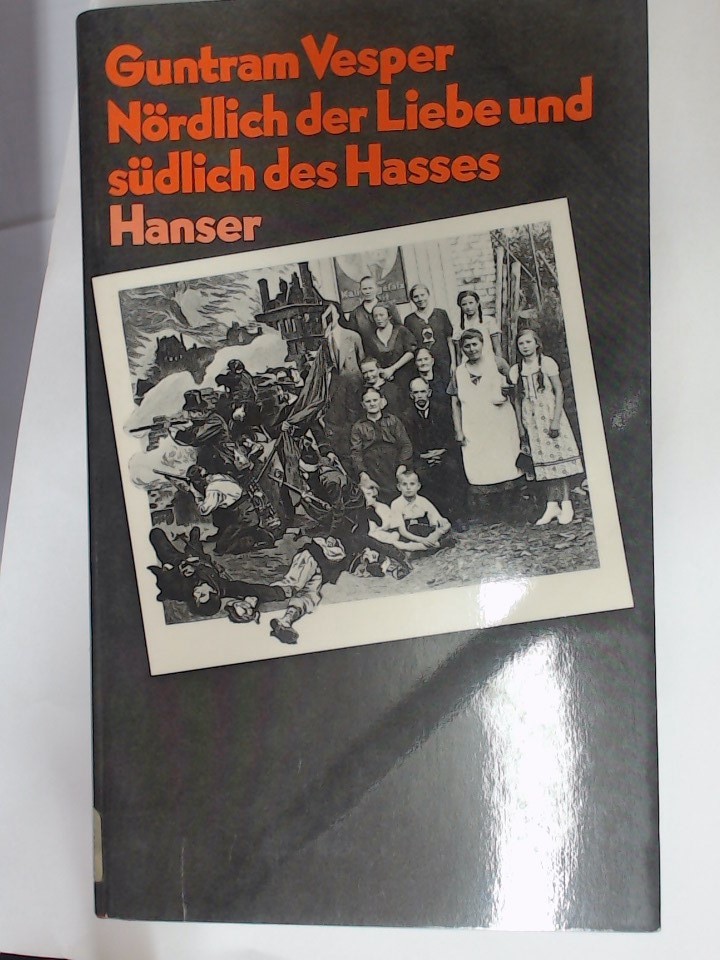 Guntram Vesper
Nördlich der Liebe und
südlich des Hasses
Hanser